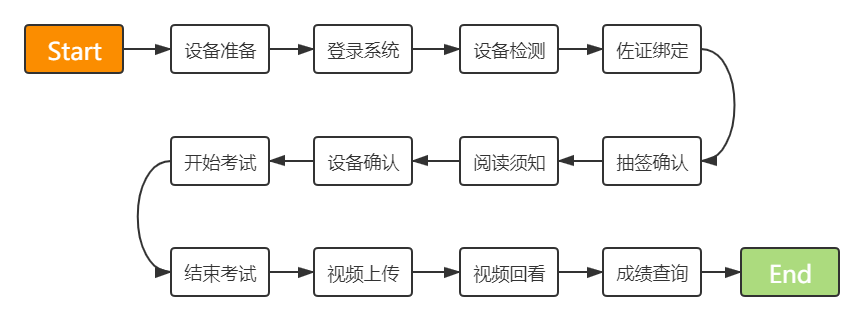 Start
设备准备
登录系统
设备检测
佐证绑定
抽签确认
阅读须知
设备确认
开始考试
结束考试
视频上传
视频回看
成绩查询
End